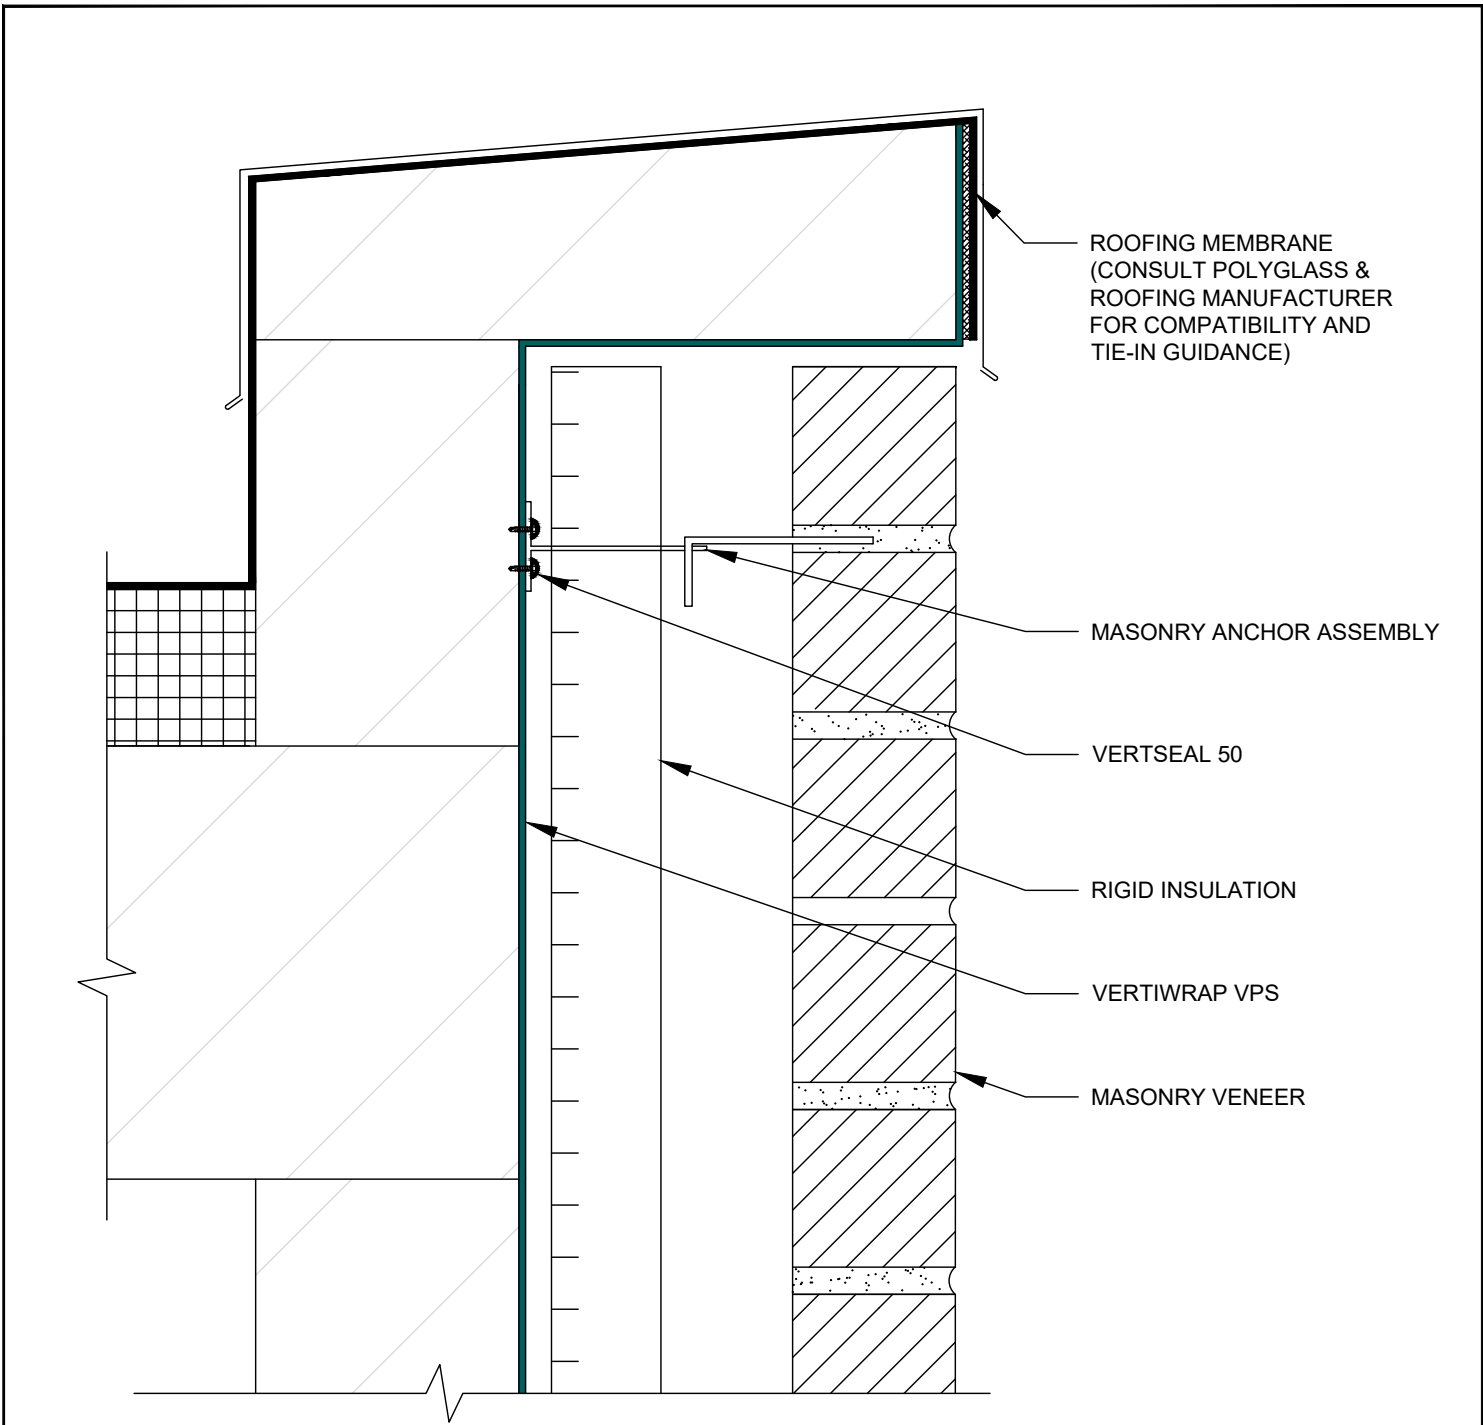 ROOFING MEMBRANE
(CONSULT POLYGLASS &
ROOFING MANUFACTURER
FOR COMPATIBILITY AND
TIE-IN GUIDANCE)
MASONRY ANCHOR ASSEMBLY
VERTSEAL 50
RIGID INSULATION
VERTIWRAP VPS
MASONRY VENEER